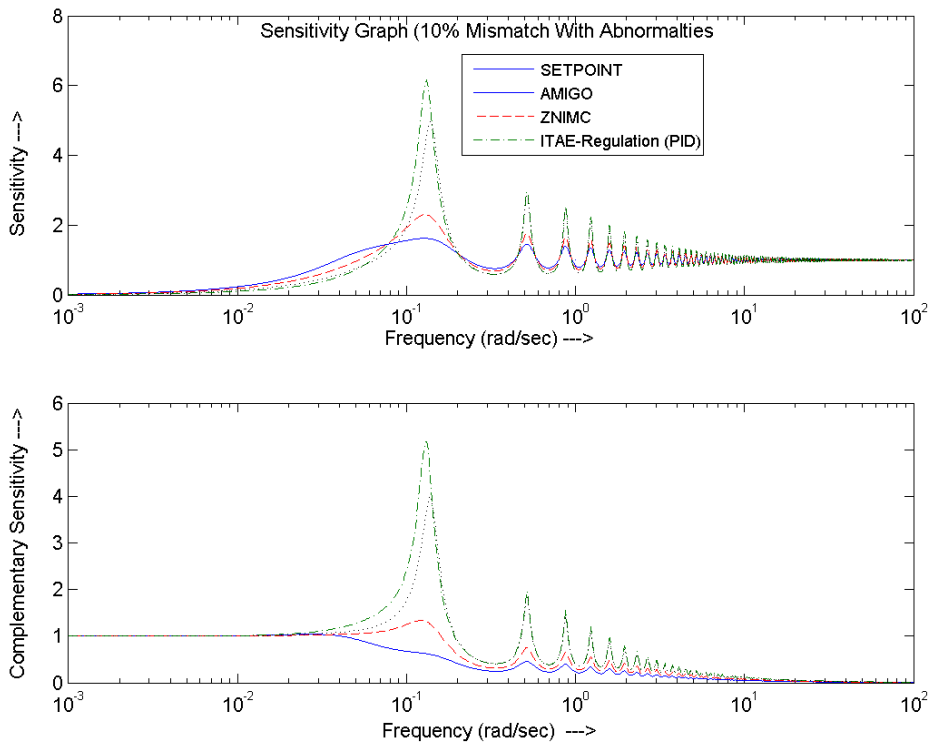 Sensitivity Graph (10% Mismatch With Abnormalties
SETPOINT
AMIGO
ZNIMC
ITAE-Regulation (PID)
Sensitivity --->
8
6
4
2
0
10^-3
10^-2
10^-1
10^0
10^1
10^2
Frequency (rad/sec) --->
Complementary Sensitivity --->
6
5
4
3
2
1
0
10^-3
10^-2
10^-1
10^0
10^1
10^2
Frequency (rad/sec) --->